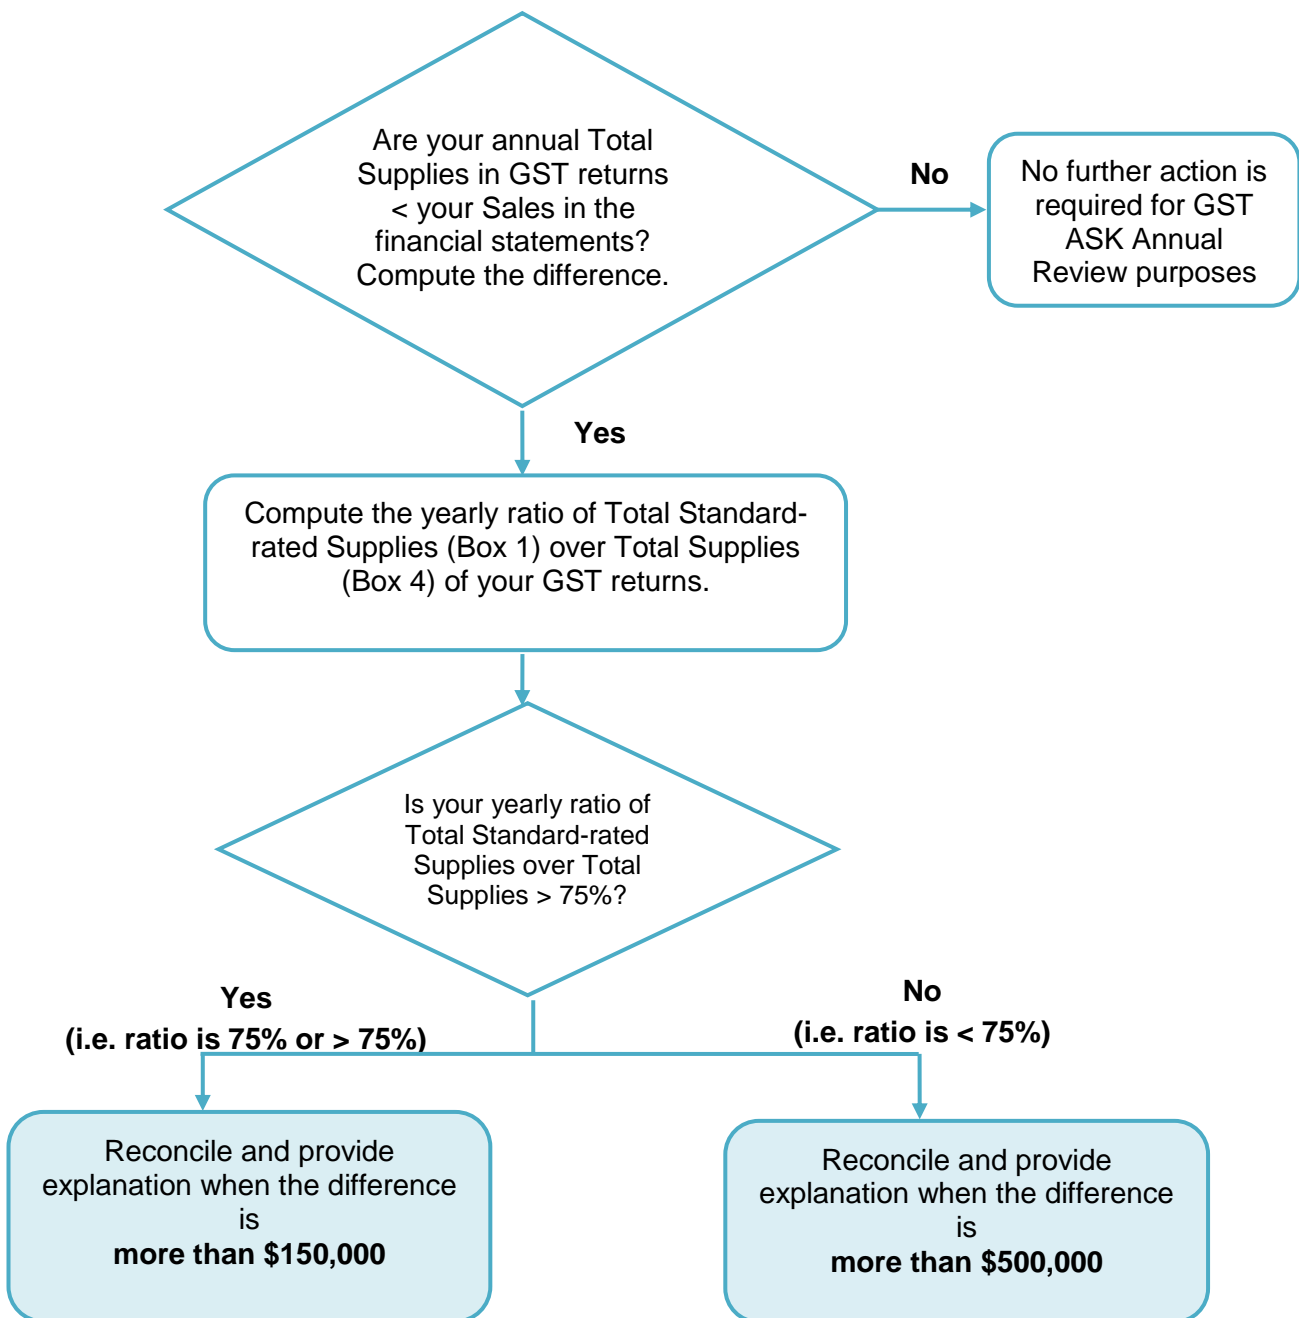 Are your annual Total
Supplies in GST returns
< your Sales in the
financial statements?
Compute the difference.
No
No further action is
required for GST
ASK Annual
Review purposes
Yes
Compute the yearly ratio of Total Standard-
rated Supplies (Box 1) over Total Supplies
(Box 4) of your GST returns.
Is your yearly ratio of
Total Standard-rated
Supplies over Total
Supplies > 75%?
Yes
(i.e. ratio is 75% or > 75%)
No
(i.e. ratio is < 75%)
Reconcile and provide
explanation when the difference
is
more than $150,000
Reconcile and provide
explanation when the difference
is
more than $500,000